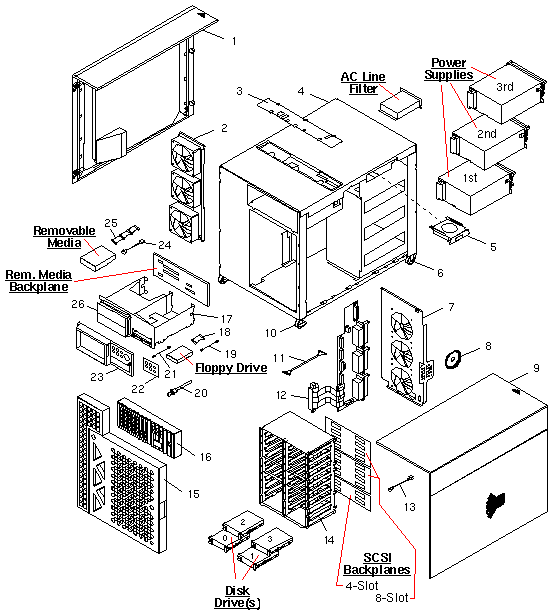 1
4
AC Line
Filter
Power
Supplies
3rd
3
2
2nd
1st
25
24
Removable
Media
5
Rem. Media
Backplane
6
7
26
17
10
18
8
11
19
Floppy Drive
9
23
22
21
20
12
16
15
13
14
2
0
3
1
SCSI
Backplanes
4-Slot
8-Slot
Disk
Drive(s)